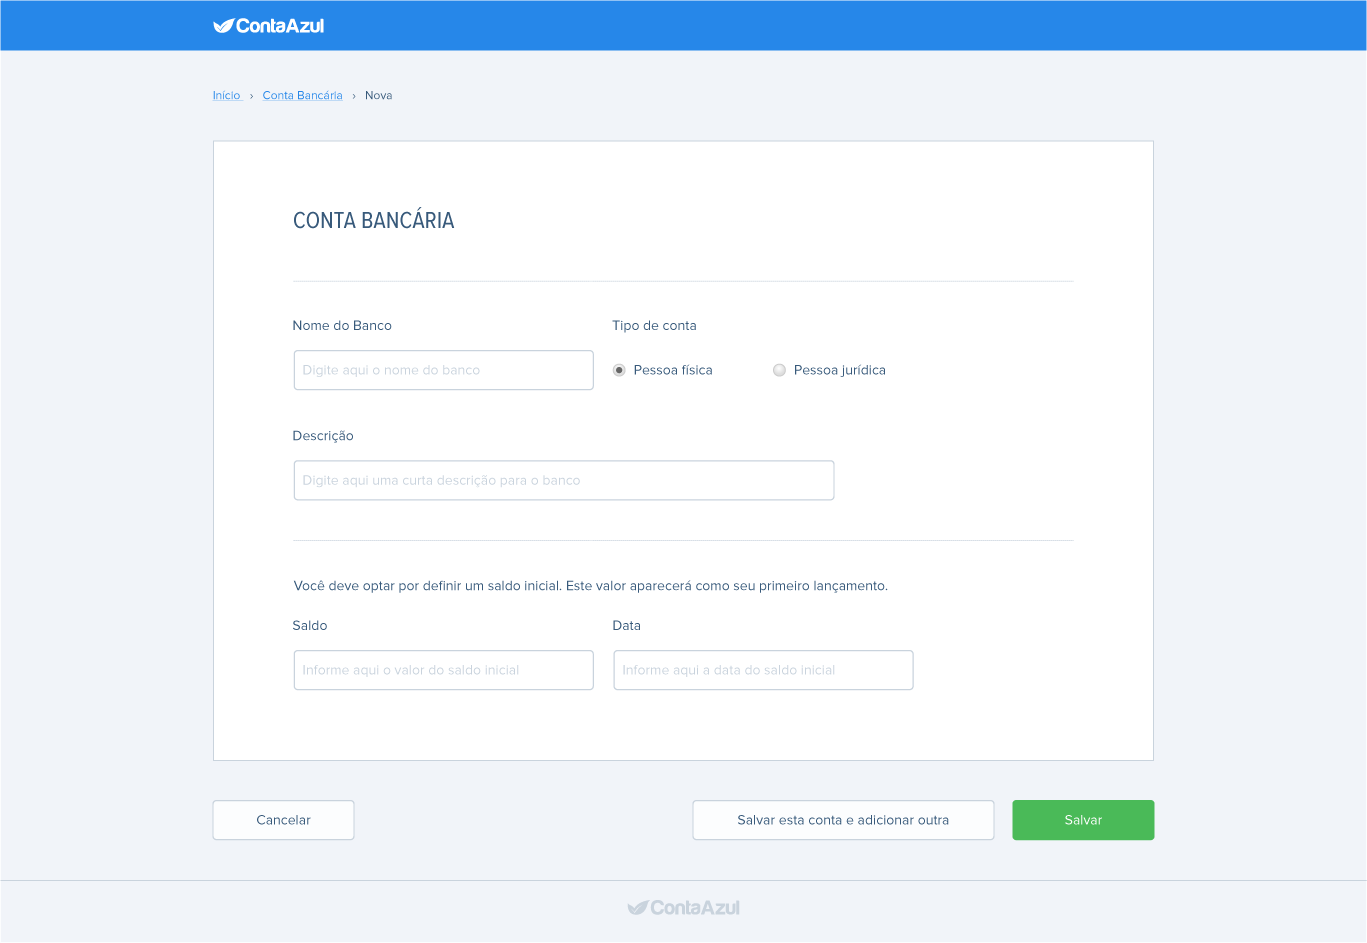 ContaAzul
Início › Conta Bancária › Nova
CONTA BANCÁRIA
Nome do Banco
Tipo de conta
Digite aqui o nome do banco
Pessoa física
Pessoa jurídica
Descrição
Digite aqui uma curta descrição para o banco
Você deve optar por definir um saldo inicial. Este valor aparecerá como seu primeiro lançamento.
Saldo
Data
Informe aqui o valor do saldo inicial
Informe aqui a data do saldo inicial
Cancelar
Salvar esta conta e adicionar outra
Salvar
ContaAzul